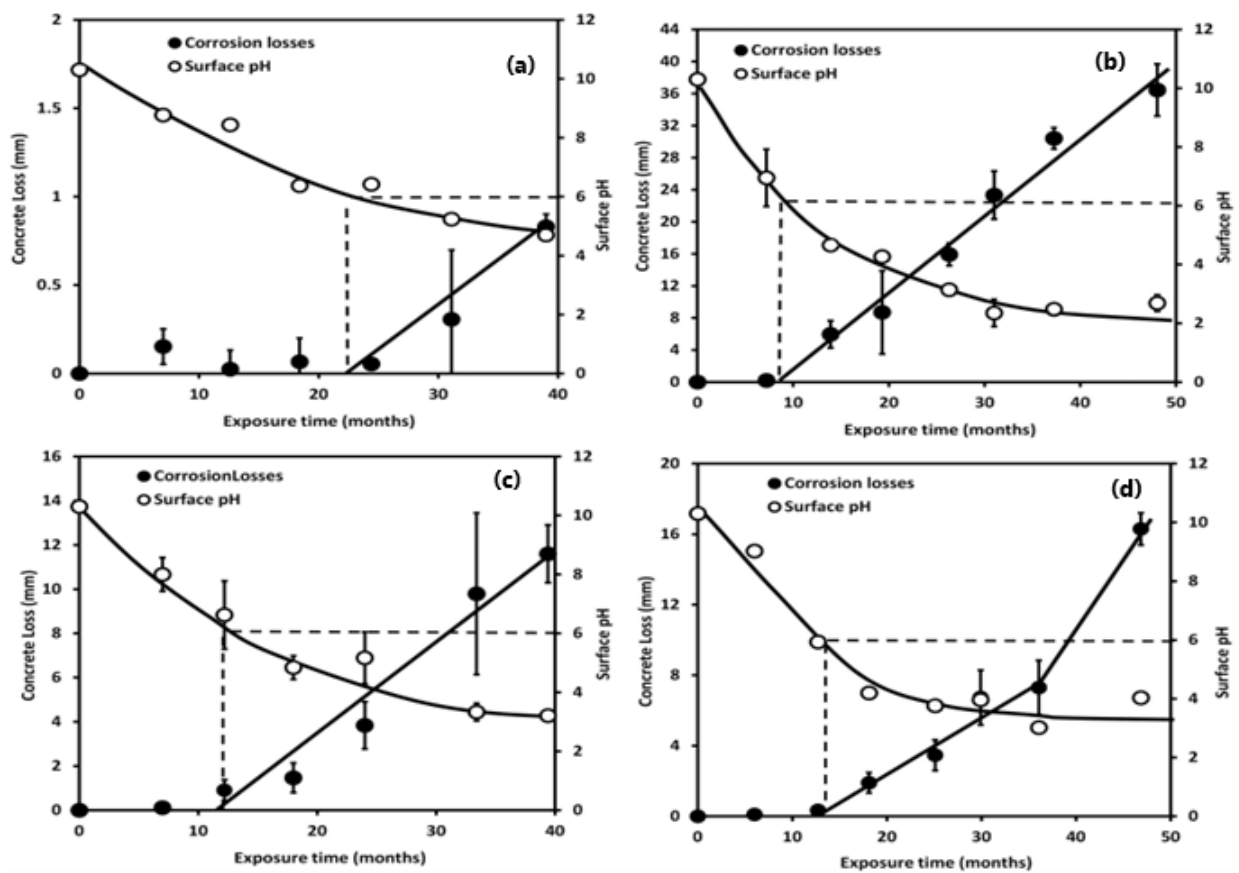 2
1.5
1
0.5
0
Concrete Loss (mm)
Corrosion losses
Surface pH
(a)
12
10
8
6
4
2
0
Surface pH
0 10 20 30 40
Exposure time (months)
44
40
36
32
28
24
20
16
12
8
4
0
Concrete Loss (mm)
Corrosion losses
Surface pH
(b)
12
10
8
6
4
2
0
Surface pH
0 10 20 30 40 50
Exposure time (months)
16
14
12
10
8
6
4
2
0
Concrete Loss (mm)
CorrosionLosses
Surface pH
(c)
12
10
8
6
4
2
0
Surface pH
0 10 20 30 40
Exposure time (months)
20
16
12
8
4
0
Concrete Loss (mm)
Corrosion losses
Surface pH
(d)
12
10
8
6
4
2
0
Surface pH
0 10 20 30 40 50
Exposure time (months)